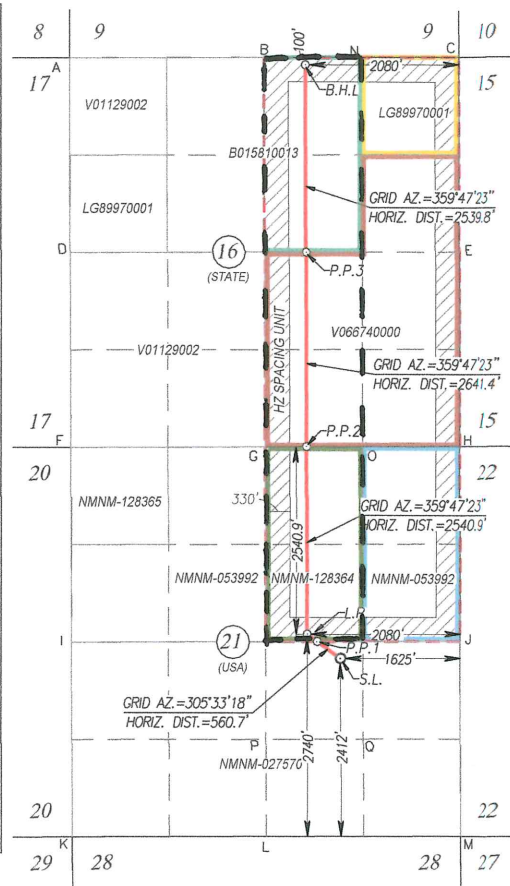 8 9 9 10
B 100' N C
A 2080'
17 B.H.L 15
V01129002 LG89970001
B015810013
GRID AZ.=359°47'23"
HORIZ. DIST.=2539.8'
LG89970001
D 16 E
(STATE) P.P.3
HZ SPACING UNIT
V066740000
V01129002
GRID AZ.=359°47'23"
HORIZ. DIST.=2641.4'
17 P.P.2 15
F H
20 G O 22
330'
NMNM-128365
GRID AZ.=359°47'23"
HORIZ. DIST.=2540.9'
2540.9'
NMNM-053992 NMNM-128364 NMNM-053992
L.P.
2080'
I 21 P.P.1 J
(USA) 1625'
S.L.
GRID AZ.=305°33'18"
HORIZ. DIST.=560.7'
2740' 2412'
P Q
NMNM-027570
20 22
K L M
29 28 28 27